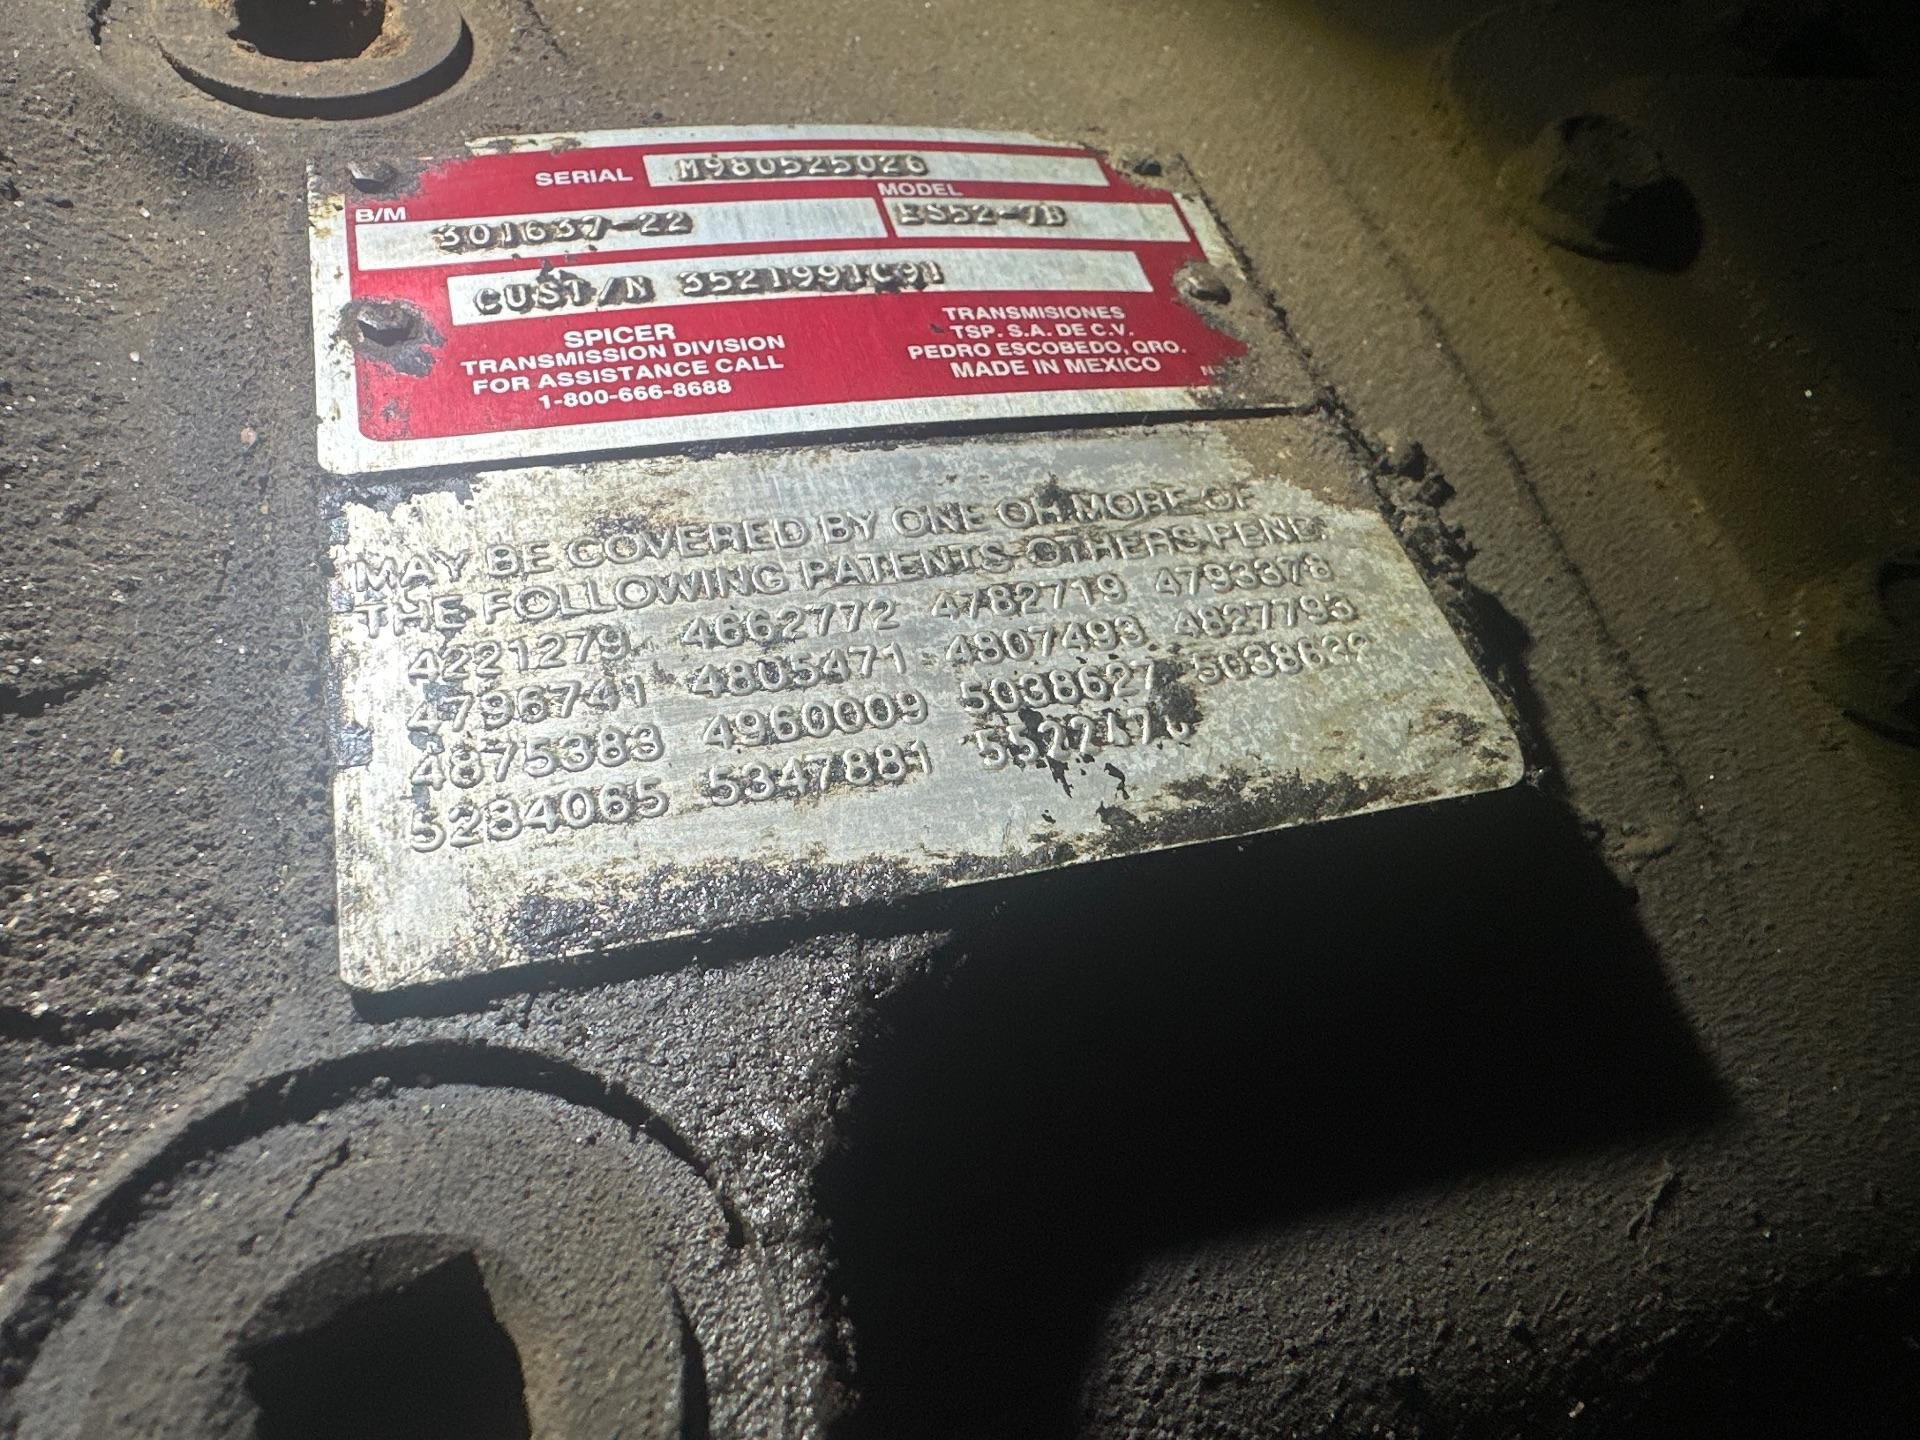 SERIAL M980525026
B/M MODEL
301637-22 ES52-7B
CUST/N 3521991C91
SPICER
TRANSMISSION DIVISION
FOR ASSISTANCE CALL
1-800-666-8688
TRANSMISIONES
TSP. S.A. DE C.V.
PEDRO ESCOBEDO, QRO.
MADE IN MEXICO
MAY BE COVERED BY ONE OR MORE OF
THE FOLLOWING PATENTS OTHERS PEND.
4221279 4662772 4782719 4793378
4796741 4805471 4807493 4827793
4875383 4960009 5038627
5234065 5347881